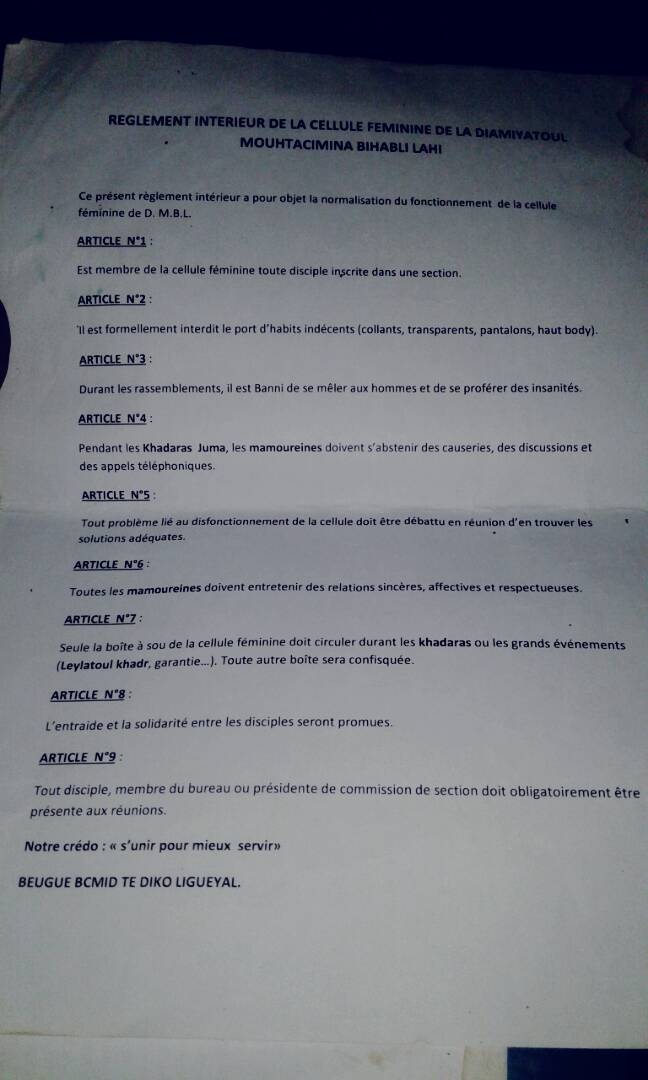 REGLEMENT INTERIEUR DE LA CELLULE FEMININE DE LA DIAMIYATOUL
MOUHTACIMINA BIHABLI LAHI
Ce présent règlement intérieur a pour objet la normalisation du fonctionnement de la cellule
féminine de D. M.B.L.
ARTICLE N°1 :
Est membre de la cellule féminine toute disciple inscrite dans une section.
ARTICLE N°2 :
Il est formellement interdit le port d'habits indécents (collants, transparents, pantalons, haut body).
ARTICLE N°3 :
Durant les rassemblements, il est Banni de se mêler aux hommes et de se proférer des insanités.
ARTICLE N°4 :
Pendant les Khadaras Juma, les mamoureines doivent s'abstenir des causeries, des discussions et
des appels téléphoniques.
ARTICLE N°5 :
Tout problème lié au disfonctionnement de la cellule doit être débattu en réunion d'en trouver les
solutions adéquates.
ARTICLE N°6 :
Toutes les mamoureines doivent entretenir des relations sincères, affectives et respectueuses.
ARTICLE N°7 :
Seule la boîte à sou de la cellule féminine doit circuler durant les khadaras ou les grands événements
(Leylatoul khadr, garantie...). Toute autre boîte sera confisquée.
ARTICLE N°8 :
L'entraide et la solidarité entre les disciples seront promues.
ARTICLE N°9 :
Tout disciple, membre du bureau ou présidente de commission de section doit obligatoirement être
présente aux réunions.
Notre crédo : « s'unir pour mieux servir»
BEUGUE BCMID TE DIKO LIGUEYAL.